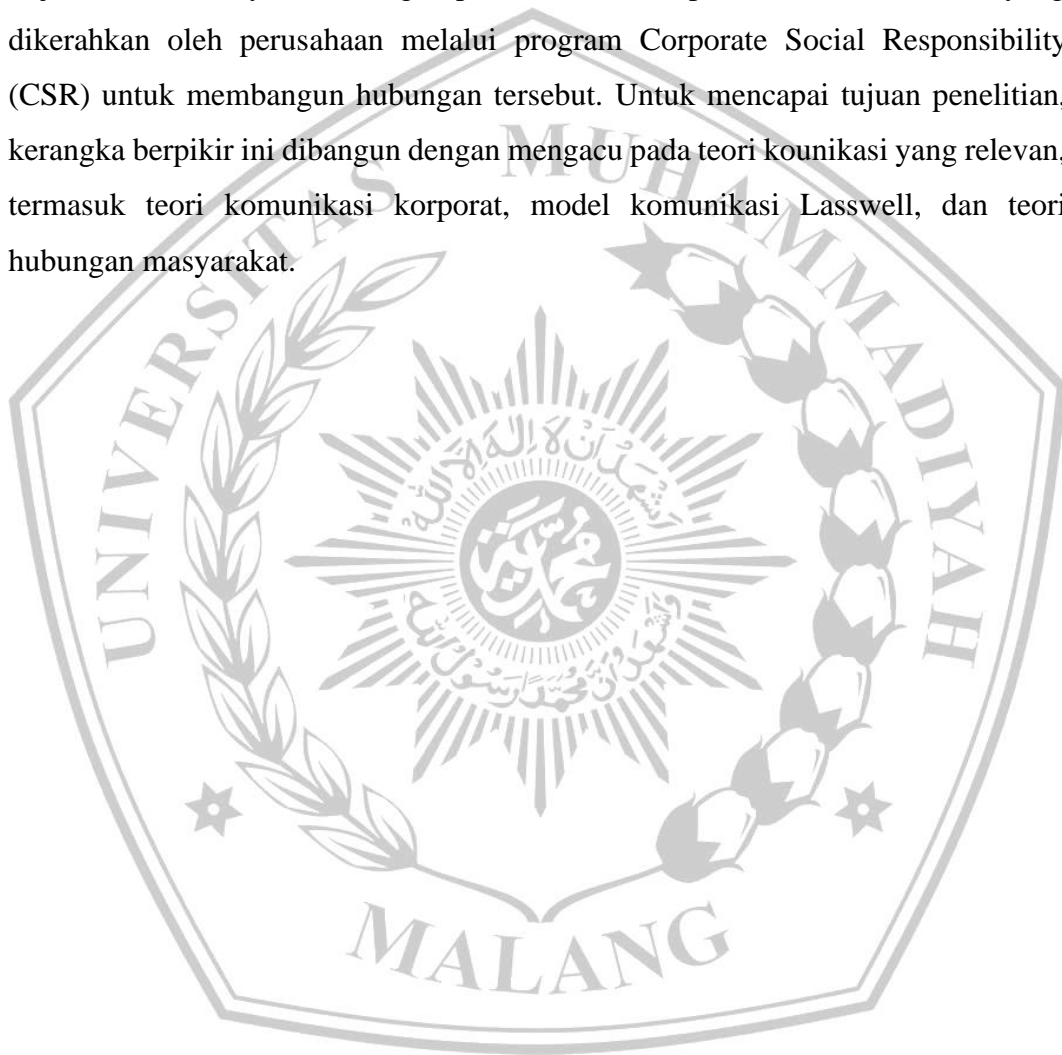 dikerahkan oleh perusahaan melalui program Corporate Social Responsibility
(CSR) untuk membangun hubungan tersebut. Untuk mencapai tujuan penelitian,
kerangka berpikir ini dibangun dengan mengacu pada teori kounikasi yang relevan,
termasuk teori komunikasi korporat, model komunikasi Lasswell, dan teori
hubungan masyarakat.
UNIVERSITAS MUHAMMADIYAH
MALANG